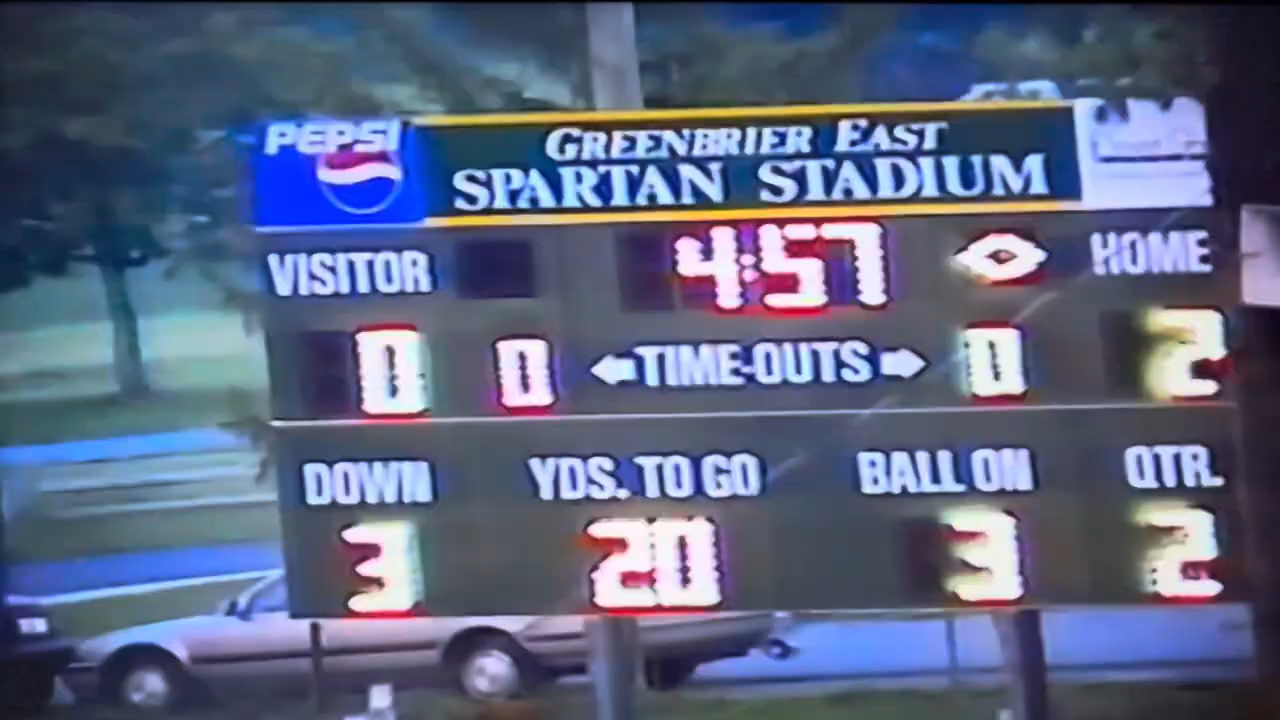 PEPSI
GREENBRIER EAST
SPARTAN STADIUM
VISITOR 4:57 HOME
0 0 TIME-OUTS 0 2
DOWN YDS. TO GO BALL ON QTR.
3 20 3 2